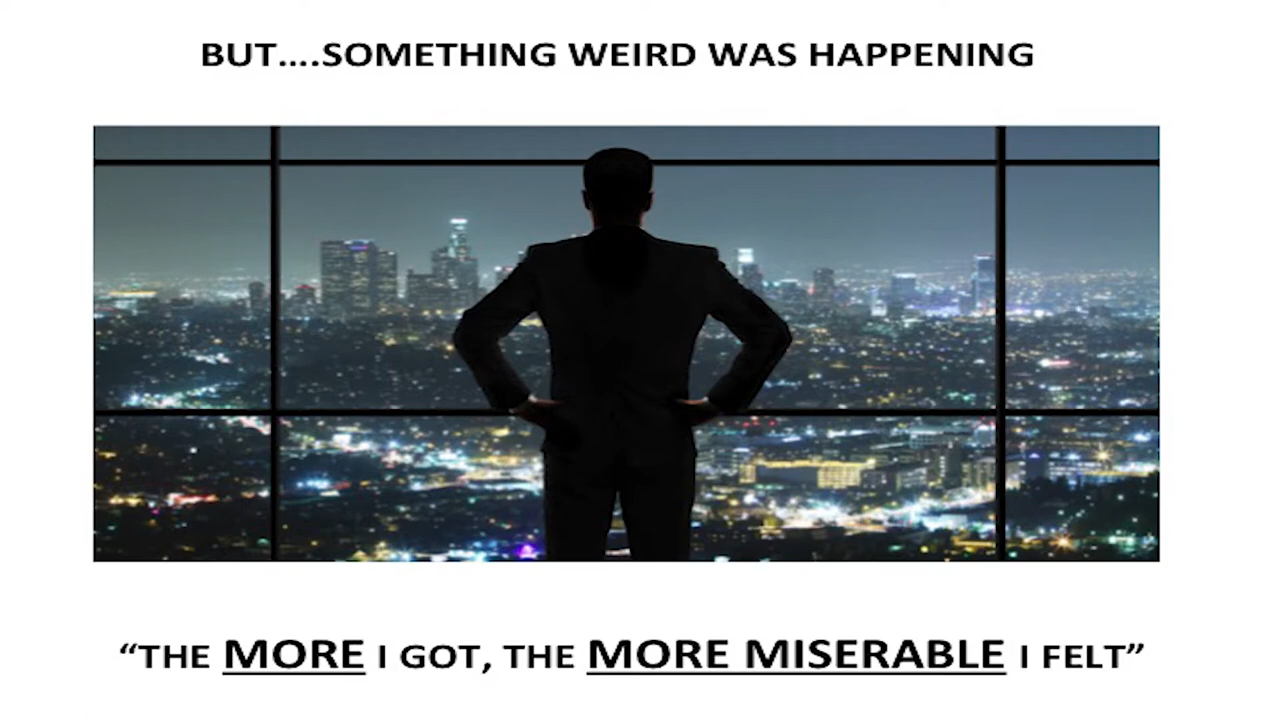 BUT....SOMETHING WEIRD WAS HAPPENING
“THE MORE I GOT, THE MORE MISERABLE I FELT”